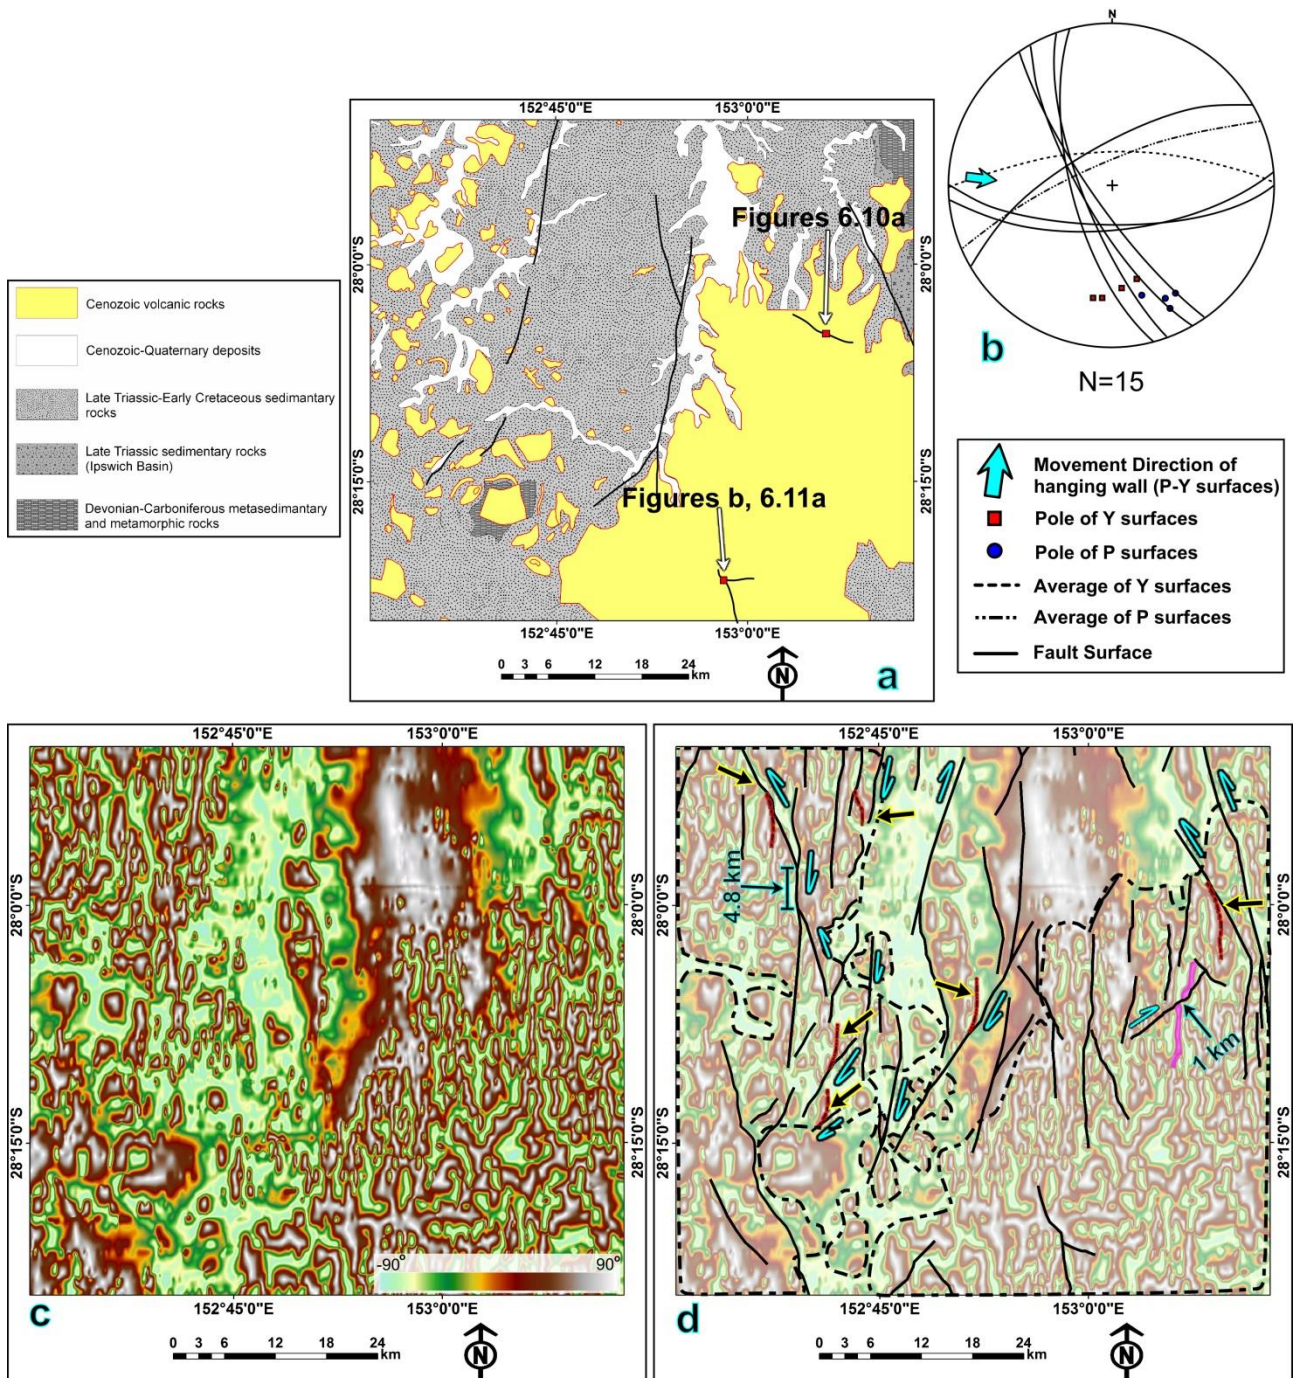 152°45'0"E 153°0'0"E
28°0'0"S
28°0'0"S
28°15'0"S
28°15'0"S
Figures 6.10a
Figures b, 6.11a
152°45'0"E 153°0'0"E
0 3 6 12 18 24
km
N
a
Cenozoic volcanic rocks
Cenozoic-Quaternary deposits
Late Triassic-Early Cretaceous sedimantary
rocks
Late Triassic sedimentary rocks
(Ipswich Basin)
Devonian-Carboniferous metasedimantary
and metamorphic rocks
N
b
N=15
Movement Direction of
hanging wall (P-Y surfaces)
Pole of Y surfaces
Pole of P surfaces
Average of Y surfaces
Average of P surfaces
Fault Surface
152°45'0"E 153°0'0"E
28°0'0"S
28°0'0"S
28°15'0"S
28°15'0"S
-90° 90°
152°45'0"E 153°0'0"E
c
0 3 6 12 18 24
km
N
152°45'0"E 153°0'0"E
28°0'0"S
28°0'0"S
28°15'0"S
28°15'0"S
4.8 km
1 km
152°45'0"E 153°0'0"E
d
0 3 6 12 18 24
km
N